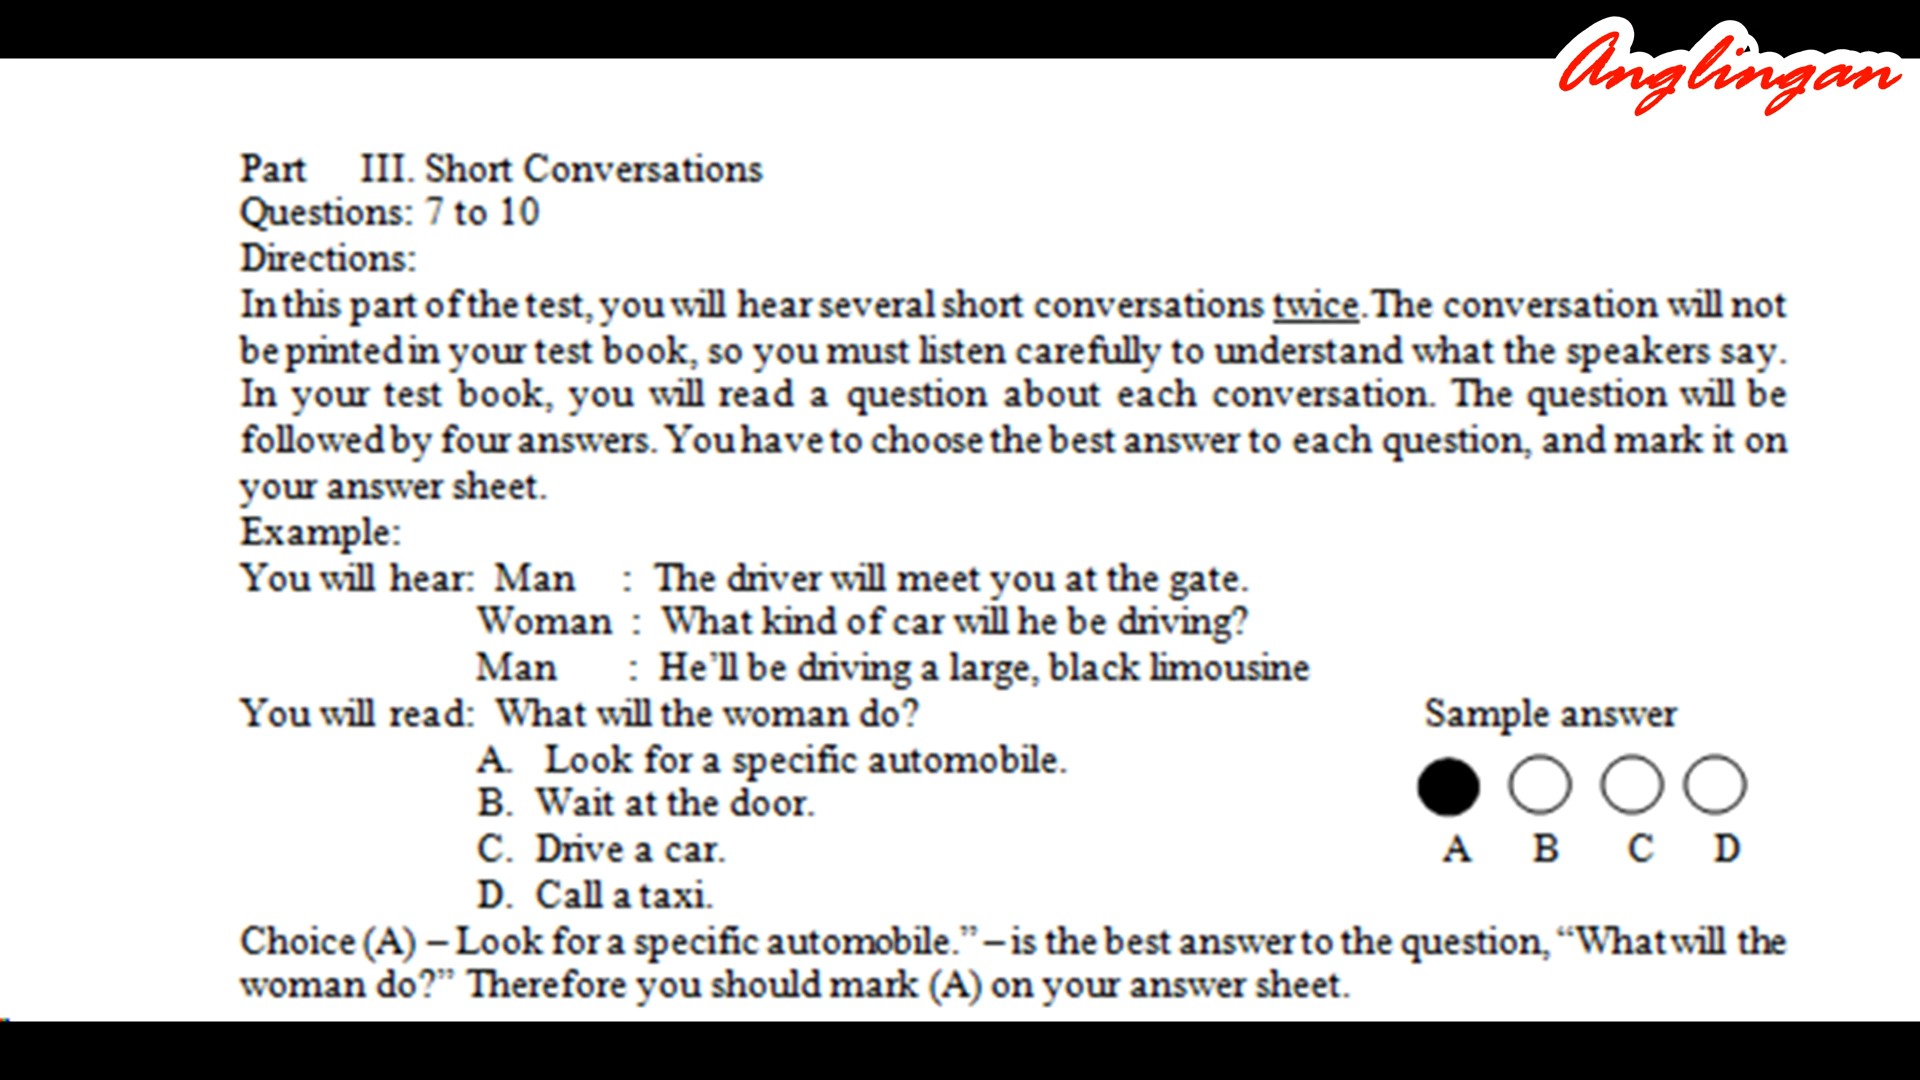 Anglingan
Part III. Short Conversations
Questions: 7 to 10
Directions:
In this part of the test, you will hear several short conversations twice. The conversation will not
be printed in your test book, so you must listen carefully to understand what the speakers say.
In your test book, you will read a question about each conversation. The question will be
followed by four answers. You have to choose the best answer to each question, and mark it on
your answer sheet.
Example:
You will hear: Man : The driver will meet you at the gate.
Woman : What kind of car will he be driving?
Man : He’ll be driving a large, black limousine
You will read: What will the woman do?
A. Look for a specific automobile.
B. Wait at the door.
C. Drive a car.
D. Call a taxi.
Sample answer
A B C D
Choice (A) – Look for a specific automobile.” – is the best answer to the question, “What will the
woman do?” Therefore you should mark (A) on your answer sheet.